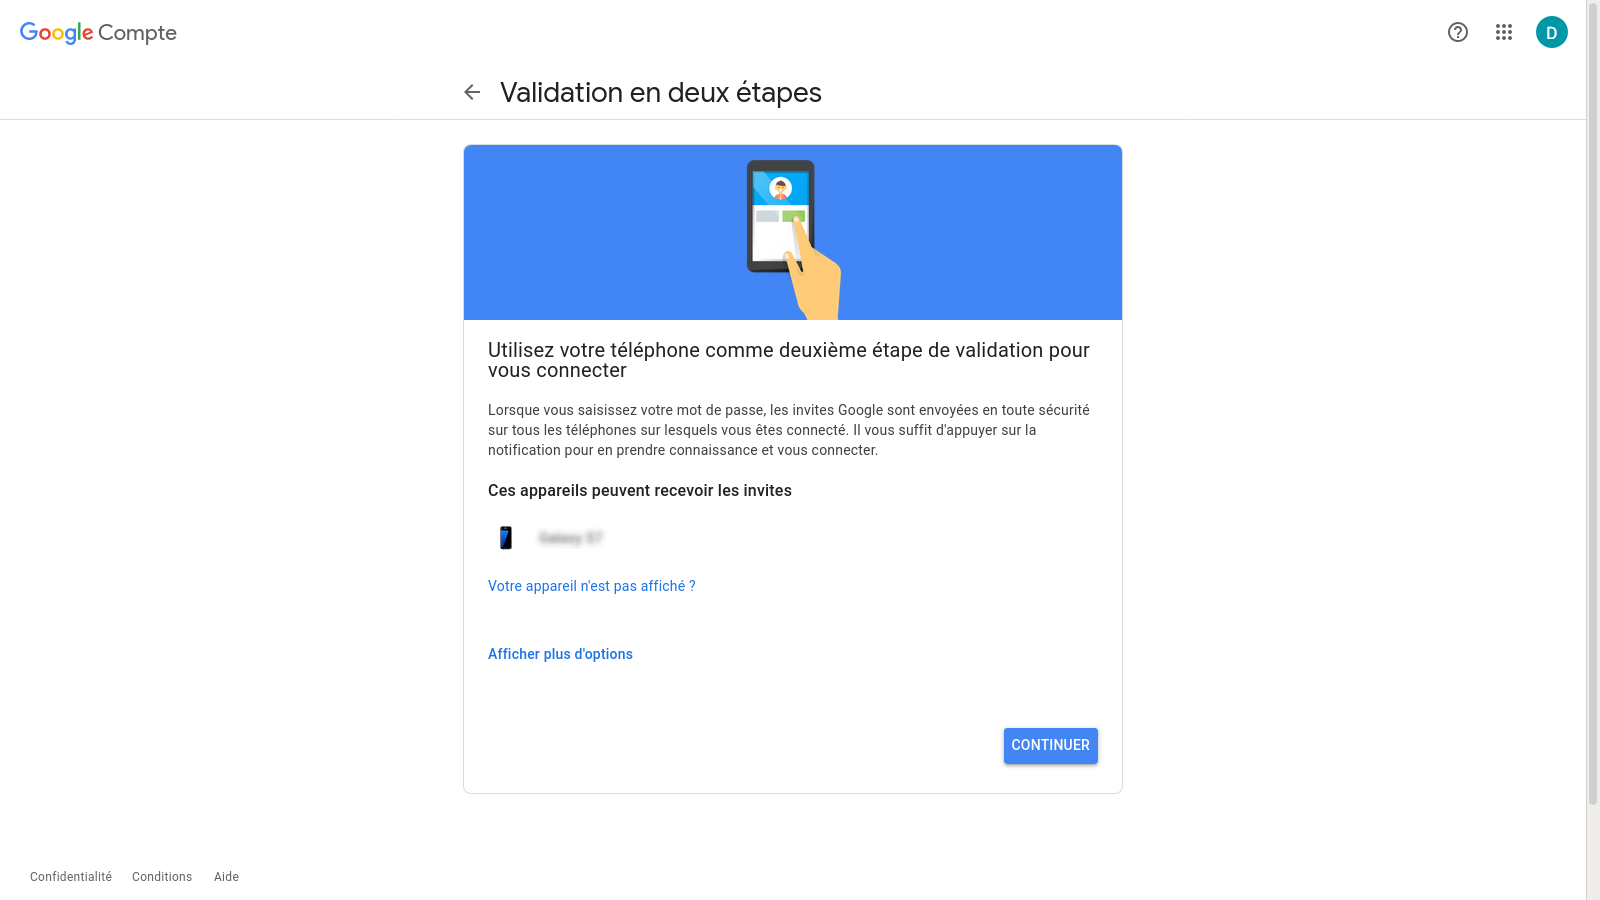 Google Compte
D
Validation en deux étapes
Utilisez votre téléphone comme deuxième étape de validation pour
vous connecter
Lorsque vous saisissez votre mot de passe, les invites Google sont envoyées en toute sécurité
sur tous les téléphones sur lesquels vous êtes connecté. Il vous suffit d'appuyer sur la
notification pour en prendre connaissance et vous connecter.
Ces appareils peuvent recevoir les invites
Votre appareil n'est pas affiché ?
Afficher plus d'options
CONTINUER
Confidentialité Conditions Aide